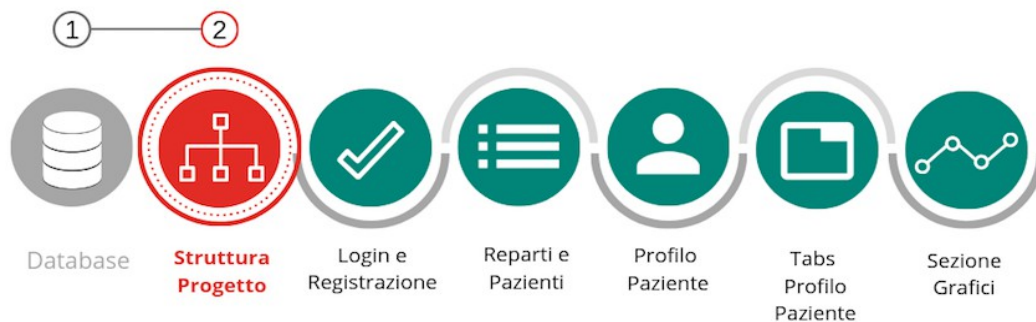 1
2
Database
Struttura
Progetto
Login e
Registrazione
Reparti e
Pazienti
Profilo
Paziente
Tabs
Profilo
Paziente
Sezione
Grafici